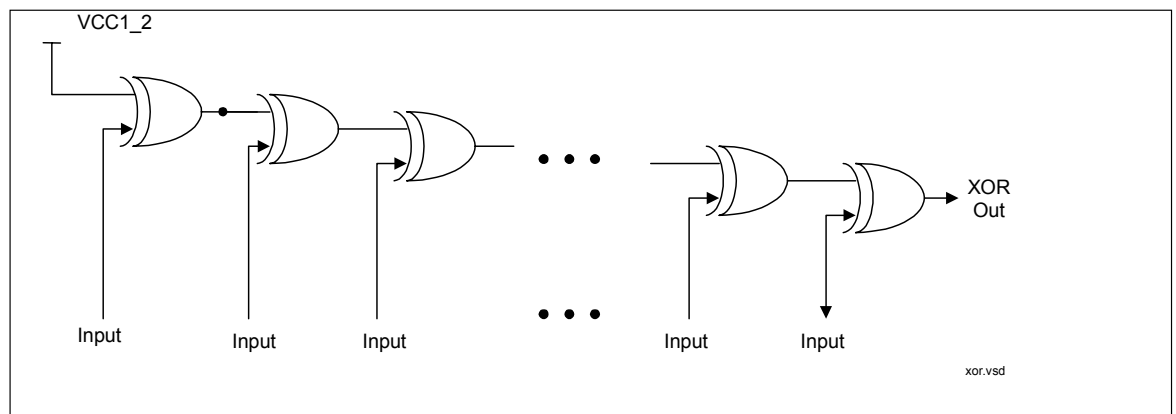 VCC1_2
XOR
Out
Input
Input
Input
Input
Input
xor.vsd